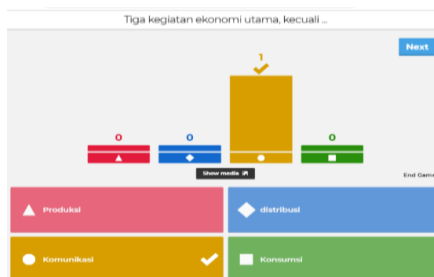 Tiga kegiatan ekonomi utama, kecuali ...
Next
1
0
0
0
Show media
End Game
Produksi
distribusi
Komunikasi
Konsumsi